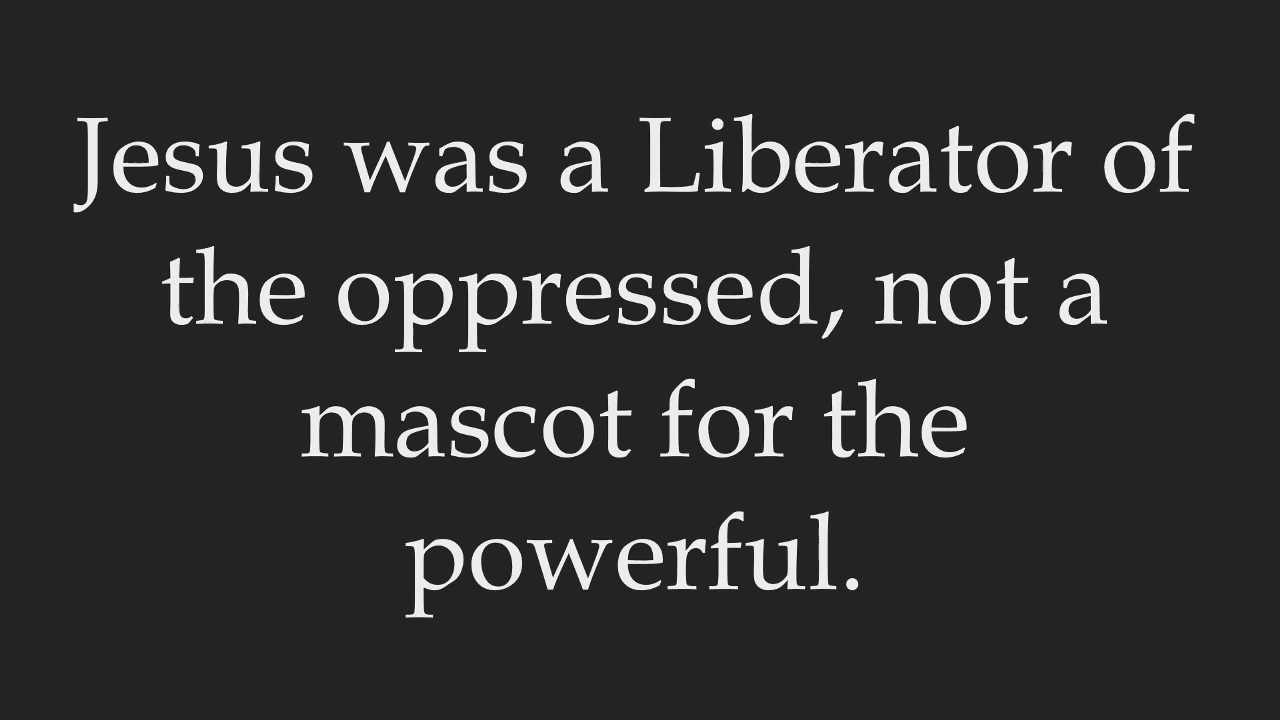 Jesus was a Liberator of
the oppressed, not a
mascot for the
powerful.